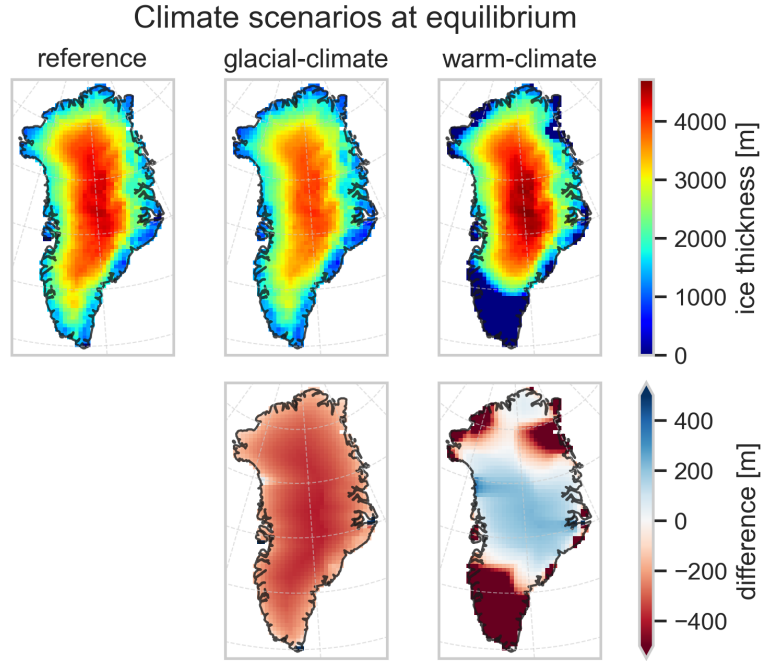 Climate scenarios at equilibrium
reference
glacial-climate
warm-climate
4000
3000
2000
1000
0
ice thickness [m]
400
200
0
−200
−400
difference [m]